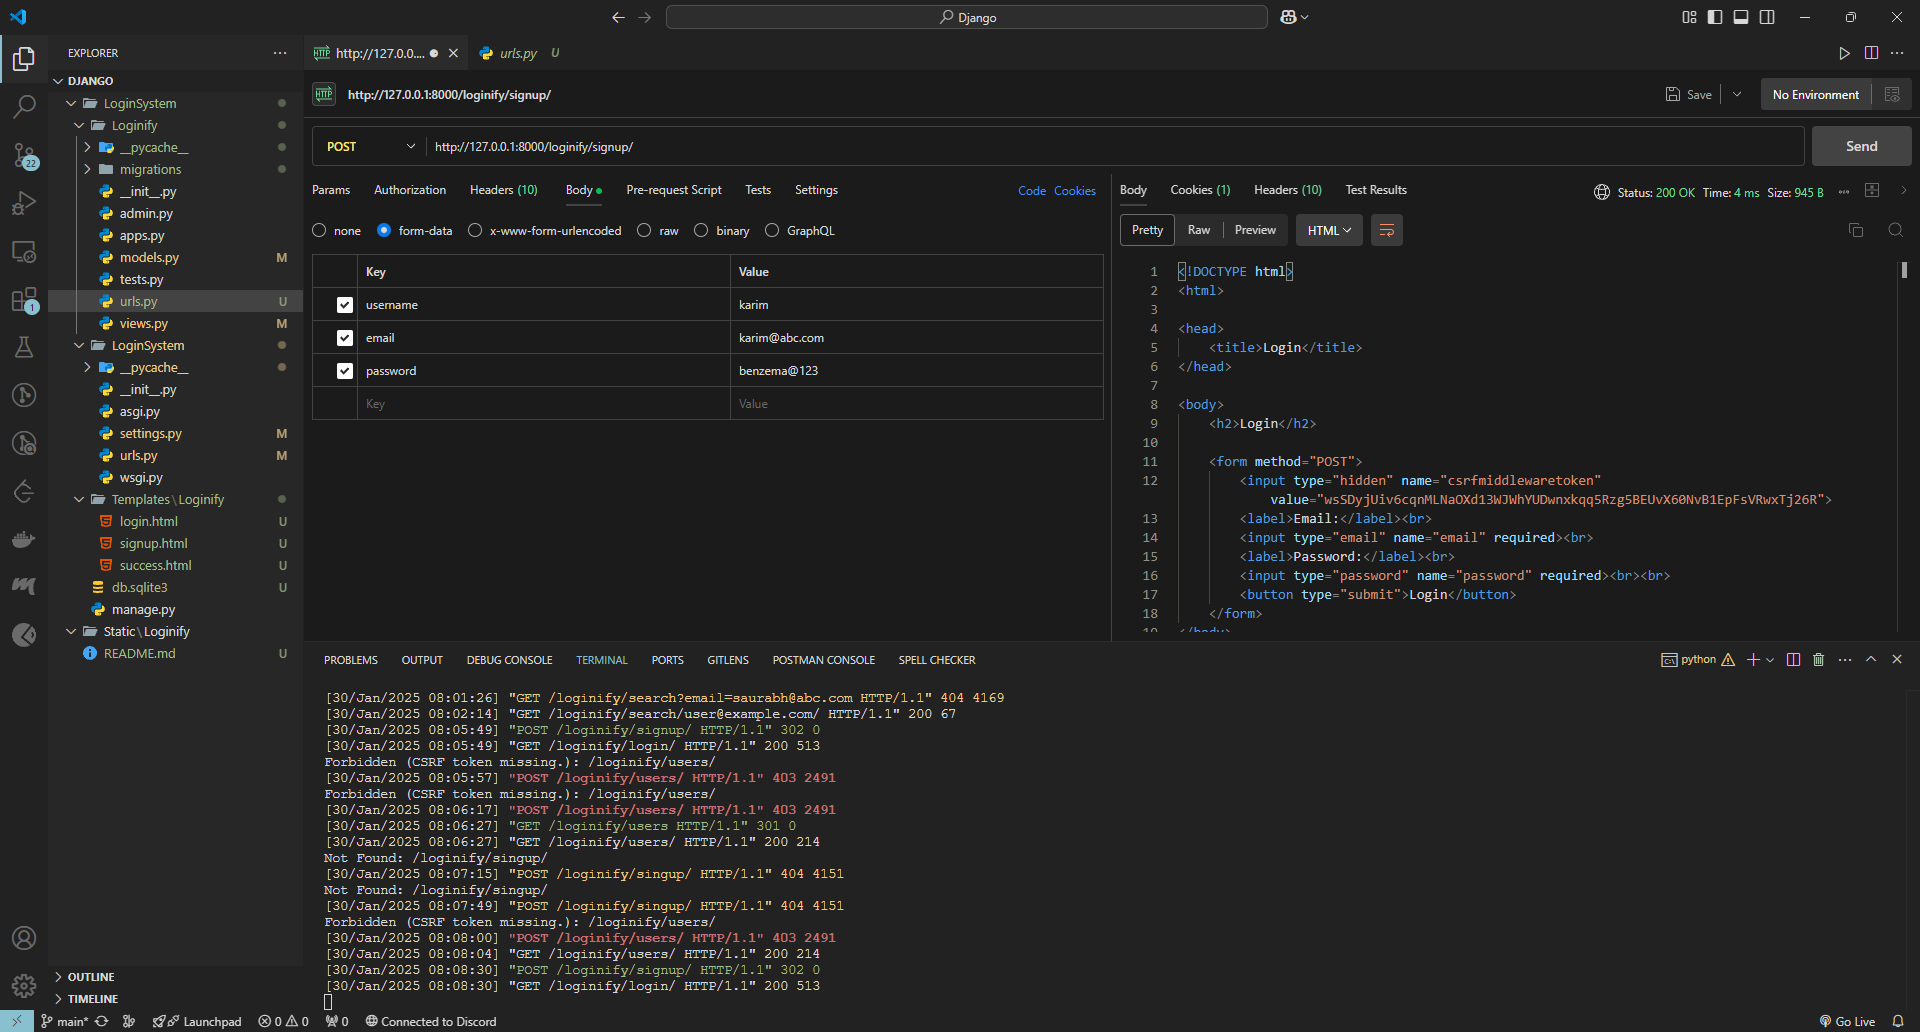 Django
EXPLORER
DJANGO
LoginSystem
Loginify
__pycache__
migrations
__init__.py
admin.py
apps.py
models.py M
tests.py
urls.py U
views.py M
LoginSystem
__pycache__
__init__.py
asgi.py
settings.py M
urls.py M
wsgi.py
Templates\Loginify
login.html U
signup.html U
success.html U
db.sqlite3 U
manage.py
Static\Loginify
README.md U
OUTLINE
TIMELINE
22
1
HTTP http://127.0.0....
urls.py U
HTTP http://127.0.0.1:8000/loginify/signup/
Save
No Environment
POST http://127.0.0.1:8000/loginify/signup/
Send
Params Authorization Headers (10) Body Pre-request Script Tests Settings Code Cookies
none form-data x-www-form-urlencoded raw binary GraphQL
Key Value
username karim
email karim@abc.com
password benzema@123
Key Value
Body Cookies (1) Headers (10) Test Results Status: 200 OK Time: 4 ms Size: 945 B
Pretty Raw Preview HTML
1 <!DOCTYPE html>
2 <html>
3
4 <head>
5 <title>Login</title>
6 </head>
7
8 <body>
9 <h2>Login</h2>
10
11 <form method="POST">
12 <input type="hidden" name="csrfmiddlewaretoken"
value="wsSDyjUiv6cqnMLNaOXd13WJWhYUDwnxkqq5Rzg5BEUvX60NvB1EpFsVRwxTj26R">
13 <label>Email:</label><br>
14 <input type="email" name="email" required><br>
15 <label>Password:</label><br>
16 <input type="password" name="password" required><br><br>
17 <button type="submit">Login</button>
18 </form>
19 </body>
PROBLEMS OUTPUT DEBUG CONSOLE TERMINAL PORTS GITLENS POSTMAN CONSOLE SPELL CHECKER
python
[30/Jan/2025 08:01:26] "GET /loginify/search?email=saurabh@abc.com HTTP/1.1" 404 4169
[30/Jan/2025 08:02:14] "GET /loginify/search/user@example.com/ HTTP/1.1" 200 67
[30/Jan/2025 08:05:49] "POST /loginify/signup/ HTTP/1.1" 302 0
[30/Jan/2025 08:05:49] "GET /loginify/login/ HTTP/1.1" 200 513
Forbidden (CSRF token missing.): /loginify/users/
[30/Jan/2025 08:05:57] "POST /loginify/users/ HTTP/1.1" 403 2491
Forbidden (CSRF token missing.): /loginify/users/
[30/Jan/2025 08:06:17] "POST /loginify/users/ HTTP/1.1" 403 2491
[30/Jan/2025 08:06:27] "GET /loginify/users HTTP/1.1" 301 0
[30/Jan/2025 08:06:27] "GET /loginify/users/ HTTP/1.1" 200 214
Not Found: /loginify/singup/
[30/Jan/2025 08:07:15] "POST /loginify/singup/ HTTP/1.1" 404 4151
Not Found: /loginify/singup/
[30/Jan/2025 08:07:49] "POST /loginify/singup/ HTTP/1.1" 404 4151
Forbidden (CSRF token missing.): /loginify/users/
[30/Jan/2025 08:08:00] "POST /loginify/users/ HTTP/1.1" 403 2491
[30/Jan/2025 08:08:04] "GET /loginify/users/ HTTP/1.1" 200 214
[30/Jan/2025 08:08:30] "POST /loginify/signup/ HTTP/1.1" 302 0
[30/Jan/2025 08:08:30] "GET /loginify/login/ HTTP/1.1" 200 513
main* Launchpad 0 0 0 Connected to Discord Go Live